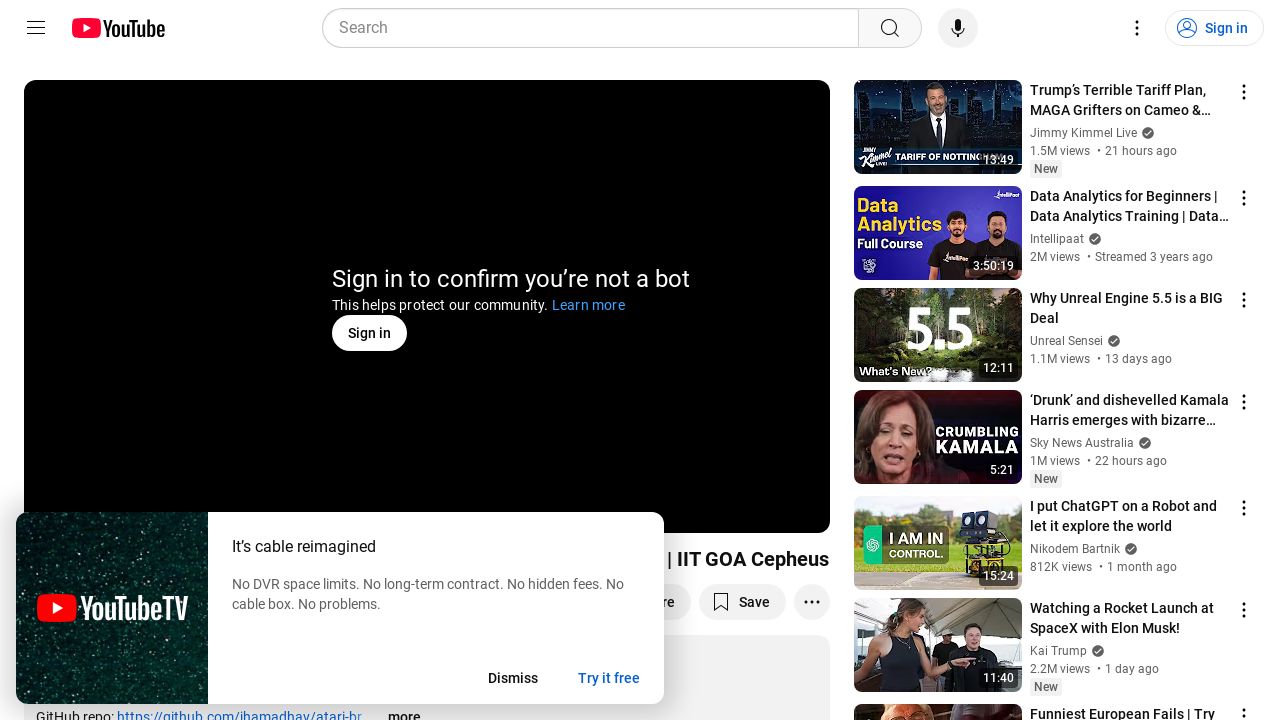 YouTube
Search
Sign in
Sign in to confirm you’re not a bot
This helps protect our community. Learn more
Sign in
| IIT GOA Cepheus
re
Save
GitHub repo: https://github.com/jhamadhav/atari-br
...more
YouTubeTV
It’s cable reimagined
No DVR space limits. No long-term contract. No hidden fees. No
cable box. No problems.
Dismiss
Try it free
JIMMY
Kimmel
LIVE!
TARIFF OF NOTTINGHAM
13:49
Trump’s Terrible Tariff Plan,
MAGA Grifters on Cameo &...
Jimmy Kimmel Live
1.5M views • 21 hours ago
New
Intellipaat
Data
Analytics
Full Course
3:50:19
Data Analytics for Beginners |
Data Analytics Training | Data...
Intellipaat
2M views • Streamed 3 years ago
5.5
What's New?
12:11
Why Unreal Engine 5.5 is a BIG
Deal
Unreal Sensei
1.1M views • 13 days ago
CRUMBLING
KAMALA
5:21
‘Drunk’ and dishevelled Kamala
Harris emerges with bizarre...
Sky News Australia
1M views • 22 hours ago
New
I AM IN
CONTROL.
15:24
I put ChatGPT on a Robot and
let it explore the world
Nikodem Bartnik
812K views • 1 month ago
11:40
Watching a Rocket Launch at
SpaceX with Elon Musk!
Kai Trump
2.2M views • 1 day ago
New
Funniest European Fails | Try